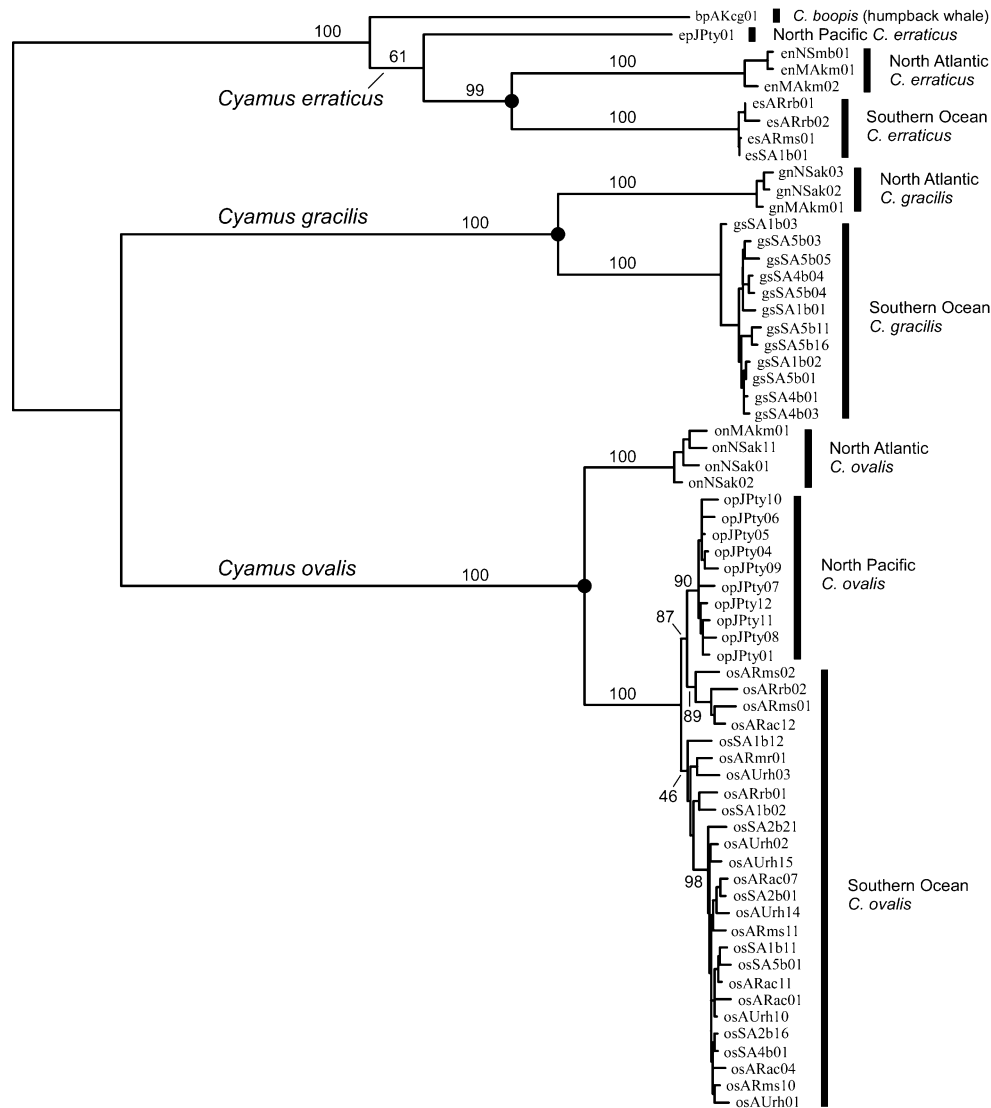 bpAKcg01
C. boopis (humpback whale)
100
epJPty01
North Pacific C. erraticus
61
Cyamus erraticus
enNSmb01
100
enMAkm01
enMAkm02
North Atlantic
C. erraticus
99
esARrb01
esARrb02
100
esARms01
esSA1b01
Southern Ocean
C. erraticus
gnNSak03
100
gnNSak02
gnMAkm01
North Atlantic
C. gracilis
Cyamus gracilis
100
gsSA1b03
gsSA5b03
gsSA5b05
100
gsSA4b04
gsSA5b04
gsSA1b01
gsSA5b11
gsSA5b16
gsSA1b02
gsSA5b01
gsSA4b01
gsSA4b03
Southern Ocean
C. gracilis
onMAkm01
onNSak11
100
onNSak01
onNSak02
North Atlantic
C. ovalis
Cyamus ovalis
100
opJPty10
opJPty06
opJPty05
opJPty04
opJPty09
90
opJPty07
opJPty12
opJPty11
opJPty08
opJPty01
North Pacific
C. ovalis
87
100
osARms02
osARrb02
osARms01
osARac12
89
osSA1b12
osARmr01
osAUrh03
46
osARrb01
osSA1b02
osSA2b21
osAUrh02
osAUrh15
98
osARac07
osSA2b01
osAUrh14
osARms11
osSA1b11
osSA5b01
osARac11
osARac01
osAUrh10
osSA2b16
osSA4b01
osARac04
osARms10
osAUrh01
Southern Ocean
C. ovalis